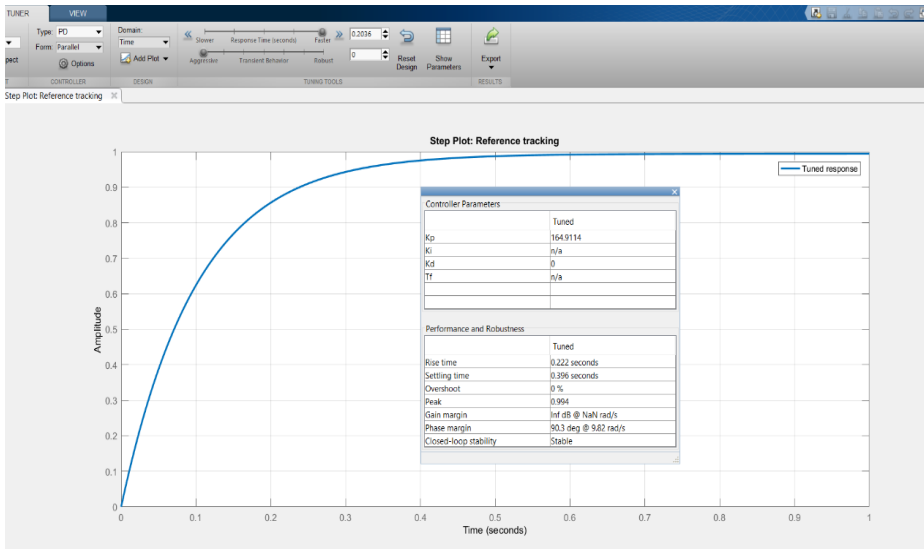 TUNER VIEW
Type: PD
Form: Parallel
Options
CONTROLLER
Domain:
Time
Add Plot
DESIGN
Slower Response Time (seconds) Faster 0.2036
Aggressive Transient Behavior Robust 0
TUNING TOOLS
Reset Design
Show Parameters
Export
RESULTS
Step Plot: Reference tracking
Step Plot: Reference tracking
Tuned response
Amplitude
1
0.9
0.8
0.7
0.6
0.5
0.4
0.3
0.2
0.1
0
0 0.1 0.2 0.3 0.4 0.5 0.6 0.7 0.8 0.9 1
Time (seconds)
Controller Parameters
Tuned
Kp 164.9114
Ki n/a
Kd 0
Tf n/a
Performance and Robustness
Tuned
Rise time 0.222 seconds
Settling time 0.396 seconds
Overshoot 0 %
Peak 0.994
Gain margin Inf dB @ NaN rad/s
Phase margin 90.3 deg @ 9.82 rad/s
Closed-loop stability Stable